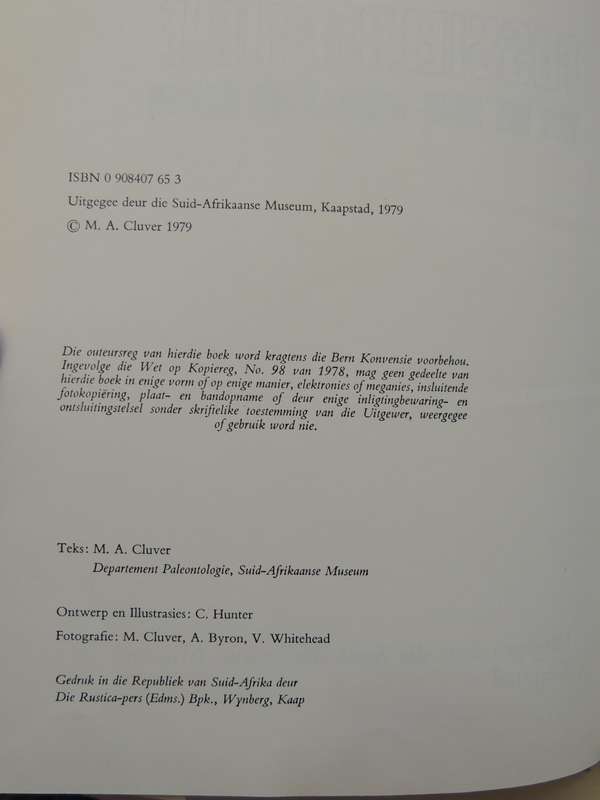 ISBN 0 908407 65 3
Uitgegee deur die Suid-Afrikaanse Museum, Kaapstad, 1979
© M. A. Cluver 1979
Die outeursreg van hierdie boek word kragtens die Bern Konvensie voorbehou.
Ingevolge die Wet op Kopiereg, No. 98 van 1978, mag geen gedeelte van
hierdie boek in enige vorm of op enige manier, elektronies of meganies, insluitende
fotokopiëring, plaat- en bandopname of deur enige inligtingbewaring- en
ontsluitingstelsel sonder skriftelike toestemming van die Uitgewer, weergegee
of gebruik word nie.
Teks: M. A. Cluver
Departement Paleontologie, Suid-Afrikaanse Museum
Ontwerp en Illustrasies: C. Hunter
Fotografie: M. Cluver, A. Byron, V. Whitehead
Gedruk in die Republiek van Suid-Afrika deur
Die Rustica-pers (Edms.) Bpk., Wynberg, Kaap